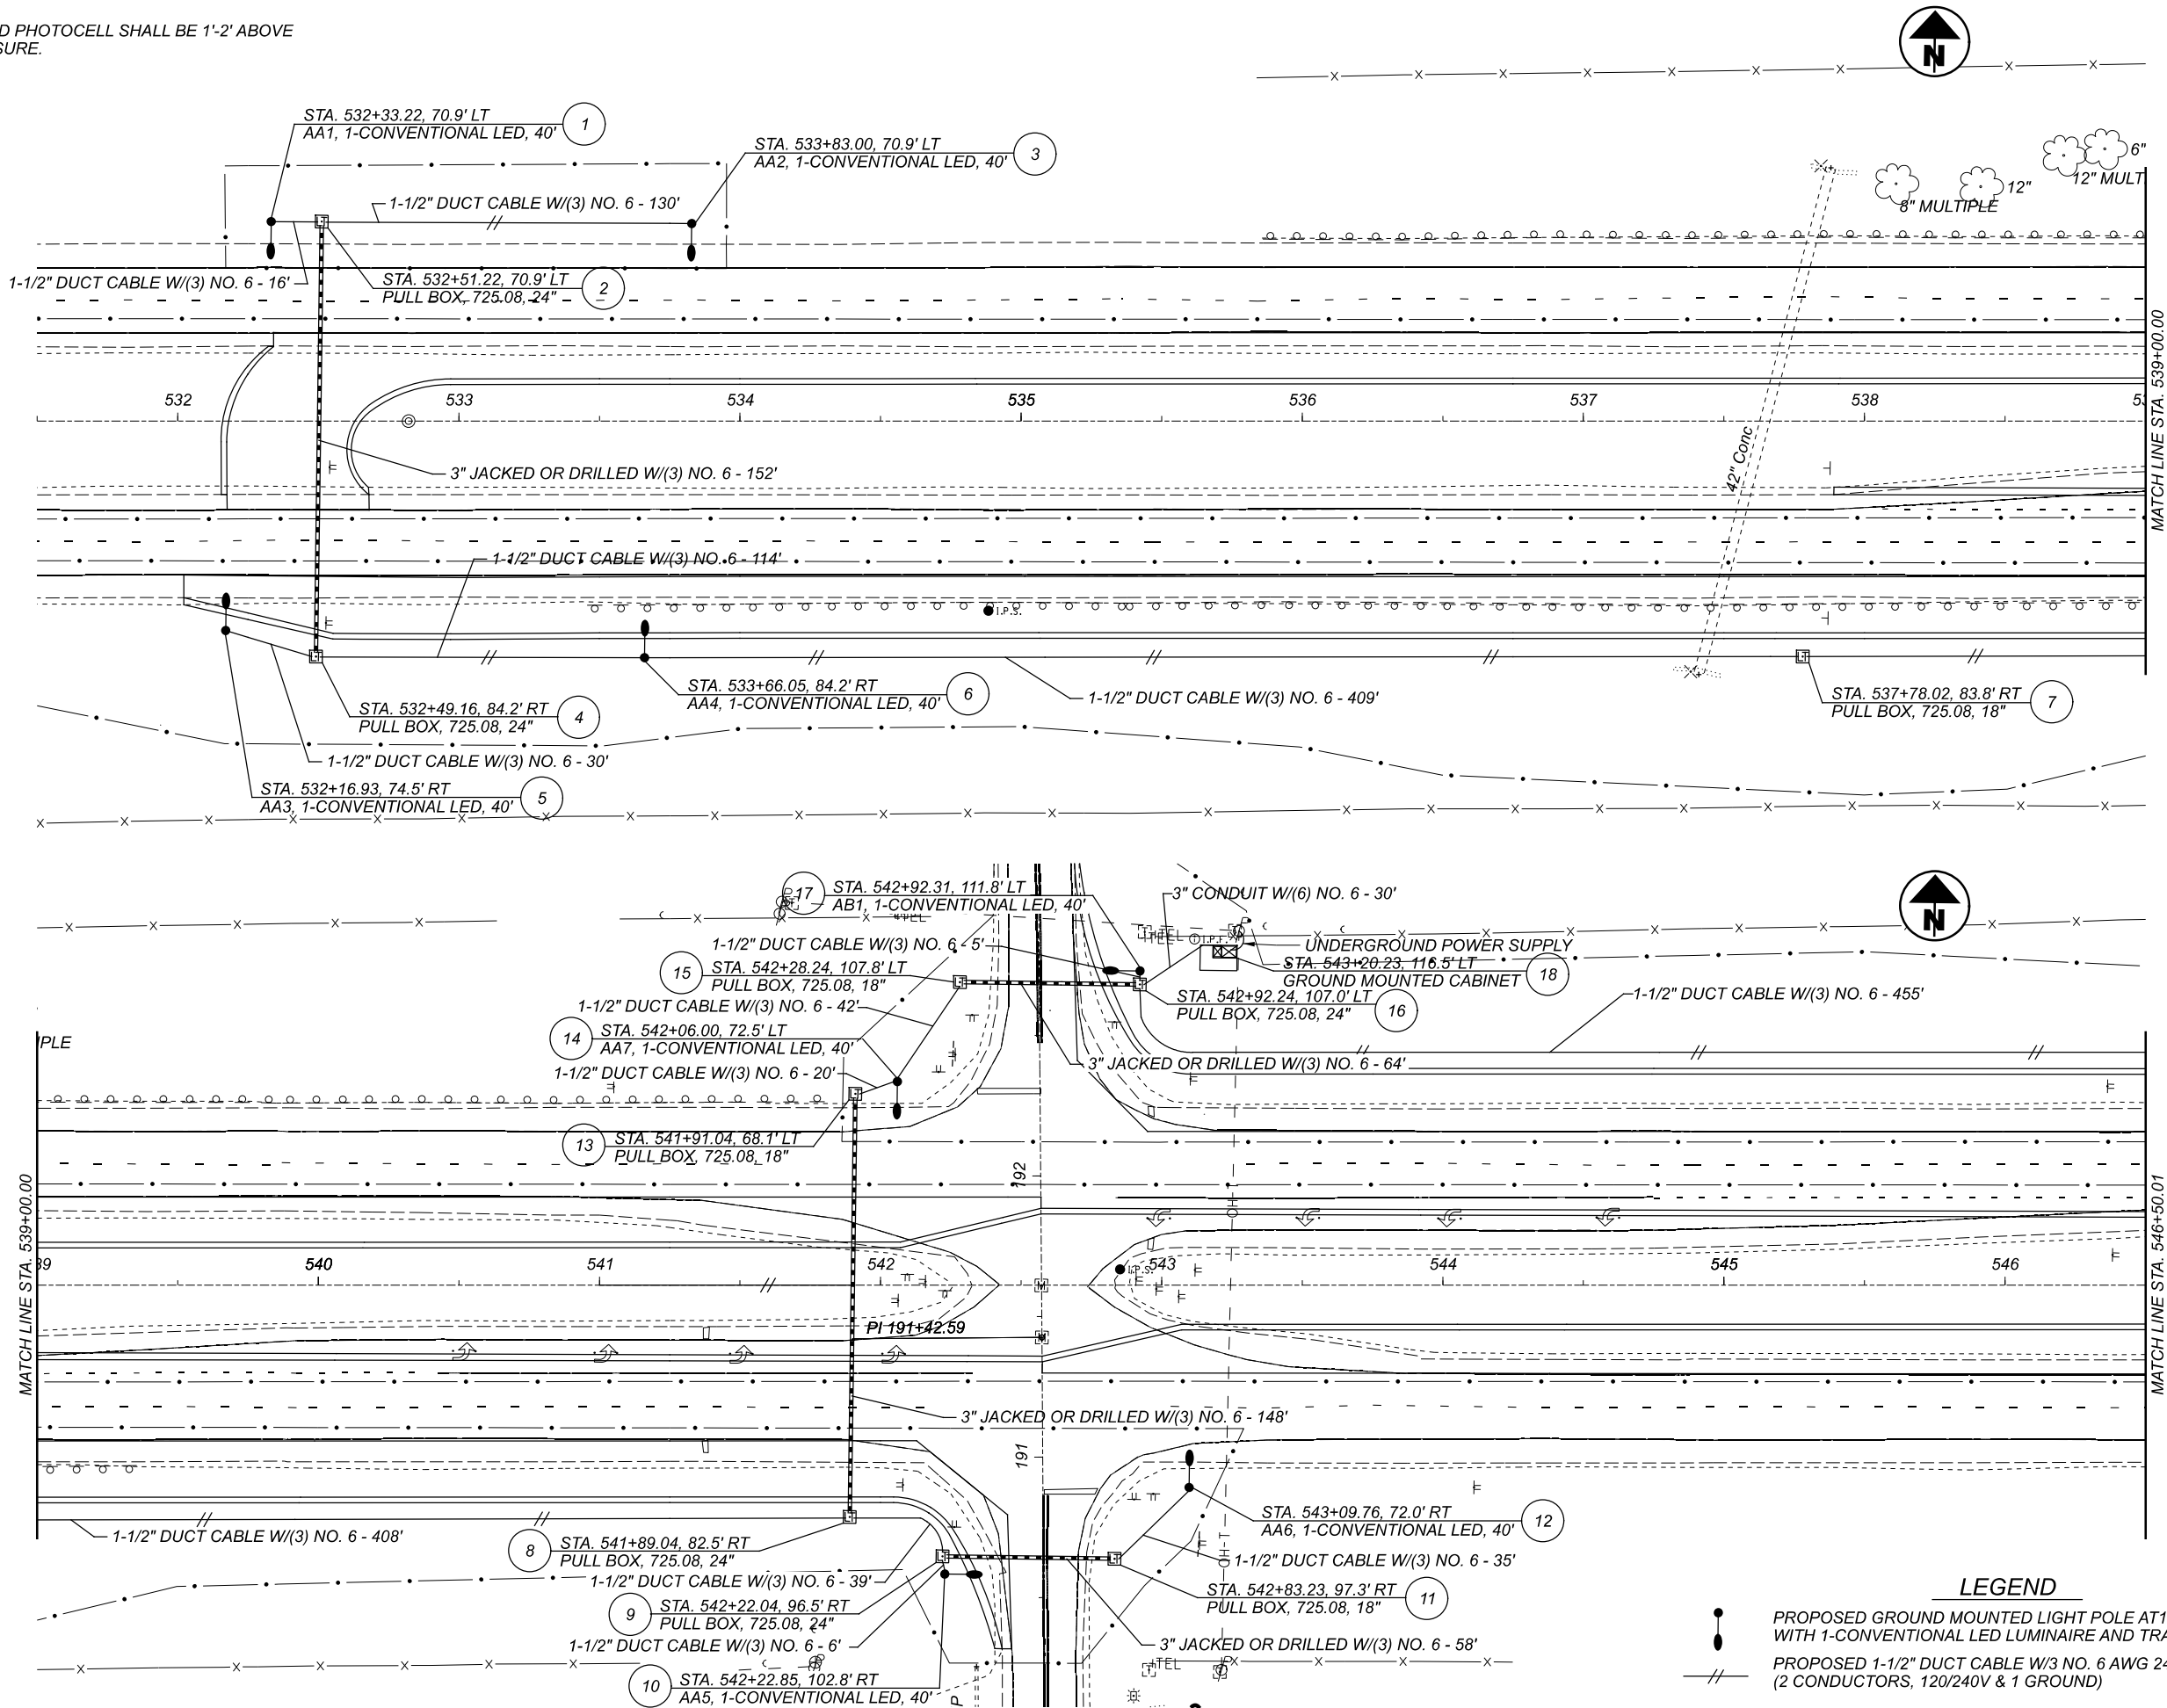 D PHOTOCELL SHALL BE 1'-2' ABOVE
SURE.
N
STA. 532+33.22, 70.9' LT
AA1, 1-CONVENTIONAL LED, 40'
1
STA. 533+83.00, 70.9' LT
AA2, 1-CONVENTIONAL LED, 40'
3
6"
12" MULT
12"
8" MULTIPLE
1-1/2" DUCT CABLE W/(3) NO. 6 - 130'
1-1/2" DUCT CABLE W/(3) NO. 6 - 16'
STA. 532+51.22, 70.9' LT
PULL BOX, 725.08, 24"
2
MATCH LINE STA. 539+00.00
532
533
534
535
536
537
538
53
42" Conc
3" JACKED OR DRILLED W/(3) NO. 6 - 152'
1-1/2" DUCT CABLE W/(3) NO. 6 - 114'
I.P.S.
STA. 533+66.05, 84.2' RT
AA4, 1-CONVENTIONAL LED, 40'
6
1-1/2" DUCT CABLE W/(3) NO. 6 - 409'
STA. 537+78.02, 83.8' RT
PULL BOX, 725.08, 18"
7
STA. 532+49.16, 84.2' RT
PULL BOX, 725.08, 24"
4
1-1/2" DUCT CABLE W/(3) NO. 6 - 30'
STA. 532+16.93, 74.5' RT
AA3, 1-CONVENTIONAL LED, 40'
5
N
17
STA. 542+92.31, 111.8' LT
AB1, 1-CONVENTIONAL LED, 40'
3" CONDUIT W/(6) NO. 6 - 30'
TEL
TEL
I.P.F.
1-1/2" DUCT CABLE W/(3) NO. 6 - 5'
UNDERGROUND POWER SUPPLY
15
STA. 542+28.24, 107.8' LT
PULL BOX, 725.08, 18"
STA. 543+20.23, 116.5' LT
GROUND MOUNTED CABINET
18
STA. 542+92.24, 107.0' LT
PULL BOX, 725.08, 24"
16
1-1/2" DUCT CABLE W/(3) NO. 6 - 455'
1-1/2" DUCT CABLE W/(3) NO. 6 - 42'
14
STA. 542+06.00, 72.5' LT
AA7, 1-CONVENTIONAL LED, 40'
IPLE
3" JACKED OR DRILLED W/(3) NO. 6 - 64'
1-1/2" DUCT CABLE W/(3) NO. 6 - 20'
13
STA. 541+91.04, 68.1' LT
PULL BOX, 725.08, 18"
192
MATCH LINE STA. 539+00.00
MATCH LINE STA. 546+50.01
39
540
541
542
543
544
545
546
I.P.S.
PI 191+42.59
3" JACKED OR DRILLED W/(3) NO. 6 - 148'
191
STA. 543+09.76, 72.0' RT
AA6, 1-CONVENTIONAL LED, 40'
12
1-1/2" DUCT CABLE W/(3) NO. 6 - 408'
8
STA. 541+89.04, 82.5' RT
PULL BOX, 725.08, 24"
OH-T
1-1/2" DUCT CABLE W/(3) NO. 6 - 35'
1-1/2" DUCT CABLE W/(3) NO. 6 - 39'
STA. 542+83.23, 97.3' RT
PULL BOX, 725.08, 18"
11
9
STA. 542+22.04, 96.5' RT
PULL BOX, 725.08, 24"
1-1/2" DUCT CABLE W/(3) NO. 6 - 6'
3" JACKED OR DRILLED W/(3) NO. 6 - 58'
TEL
10
STA. 542+22.85, 102.8' RT
AA5, 1-CONVENTIONAL LED, 40'
P
LEGEND
PROPOSED GROUND MOUNTED LIGHT POLE AT1
WITH 1-CONVENTIONAL LED LUMINAIRE AND TRA
PROPOSED 1-1/2" DUCT CABLE W/3 NO. 6 AWG 24
(2 CONDUCTORS, 120/240V & 1 GROUND)